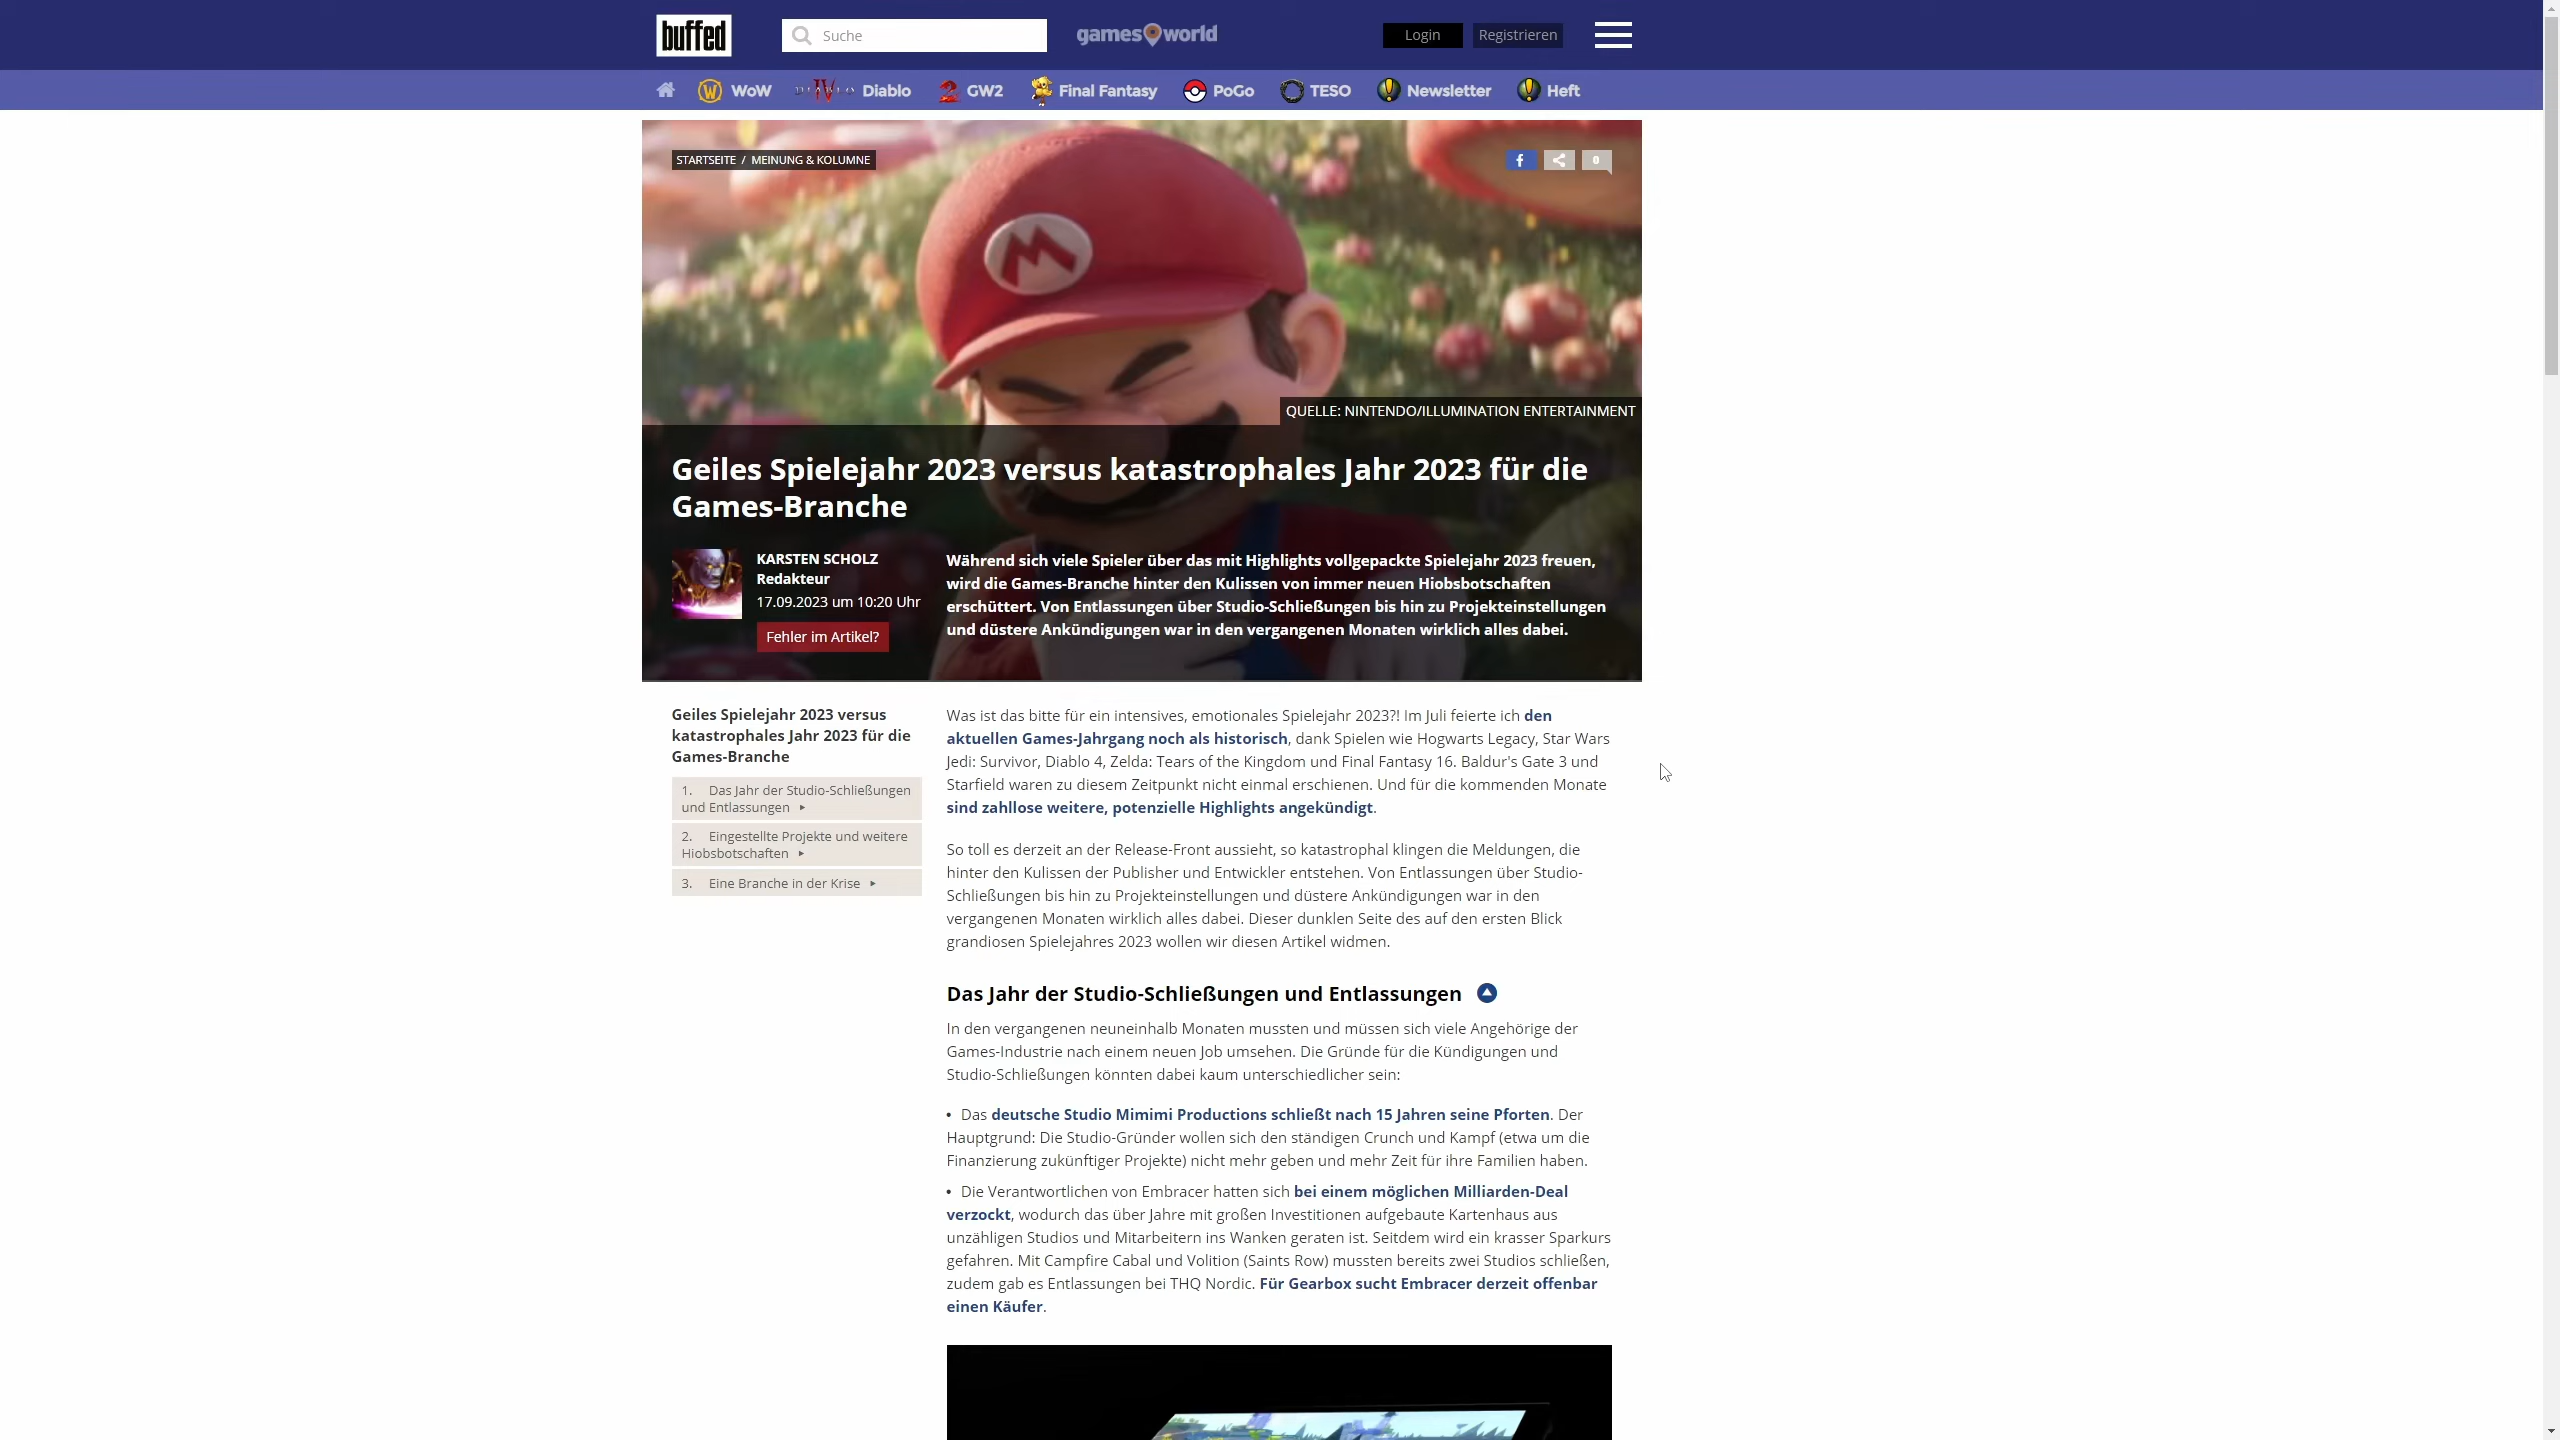 buffed
Suche
gamesworld
Login
Registrieren
WoW
DIABLO IV
Diablo
GW2
Final Fantasy
PoGo
TESO
Newsletter
Heft
STARTSEITE / MEINUNG & KOLUMNE
0
M
QUELLE: NINTENDO/ILLUMINATION ENTERTAINMENT
Geiles Spielejahr 2023 versus katastrophales Jahr 2023 für die
Games-Branche
KARSTEN SCHOLZ
Redakteur
17.09.2023 um 10:20 Uhr
Fehler im Artikel?
Während sich viele Spieler über das mit Highlights vollgepackte Spielejahr 2023 freuen,
wird die Games-Branche hinter den Kulissen von immer neuen Hiobsbotschaften
erschüttert. Von Entlassungen über Studio-Schließungen bis hin zu Projekteinstellungen
und düstere Ankündigungen war in den vergangenen Monaten wirklich alles dabei.
Geiles Spielejahr 2023 versus
katastrophales Jahr 2023 für die
Games-Branche
1. Das Jahr der Studio-Schließungen
und Entlassungen
2. Eingestellte Projekte und weitere
Hiobsbotschaften
3. Eine Branche in der Krise
Was ist das bitte für ein intensives, emotionales Spielejahr 2023?! Im Juli feierte ich den
aktuellen Games-Jahrgang noch als historisch, dank Spielen wie Hogwarts Legacy, Star Wars
Jedi: Survivor, Diablo 4, Zelda: Tears of the Kingdom und Final Fantasy 16. Baldur's Gate 3 und
Starfield waren zu diesem Zeitpunkt nicht einmal erschienen. Und für die kommenden Monate
sind zahllose weitere, potenzielle Highlights angekündigt.
So toll es derzeit an der Release-Front aussieht, so katastrophal klingen die Meldungen, die
hinter den Kulissen der Publisher und Entwickler entstehen. Von Entlassungen über Studio-
Schließungen bis hin zu Projekteinstellungen und düstere Ankündigungen war in den
vergangenen Monaten wirklich alles dabei. Dieser dunklen Seite des auf den ersten Blick
grandiosen Spielejahres 2023 wollen wir diesen Artikel widmen.
Das Jahr der Studio-Schließungen und Entlassungen
In den vergangenen neuneinhalb Monaten mussten und müssen sich viele Angehörige der
Games-Industrie nach einem neuen Job umsehen. Die Gründe für die Kündigungen und
Studio-Schließungen könnten dabei kaum unterschiedlicher sein:
• Das deutsche Studio Mimimi Productions schließt nach 15 Jahren seine Pforten. Der
Hauptgrund: Die Studio-Gründer wollen sich den ständigen Crunch und Kampf (etwa um die
Finanzierung zukünftiger Projekte) nicht mehr geben und mehr Zeit für ihre Familien haben.
• Die Verantwortlichen von Embracer hatten sich bei einem möglichen Milliarden-Deal
verzockt, wodurch das über Jahre mit großen Investitionen aufgebaute Kartenhaus aus
unzähligen Studios und Mitarbeitern ins Wanken geraten ist. Seitdem wird ein krasser Sparkurs
gefahren. Mit Campfire Cabal und Volition (Saints Row) mussten bereits zwei Studios schließen,
zudem gab es Entlassungen bei THQ Nordic. Für Gearbox sucht Embracer derzeit offenbar
einen Käufer.